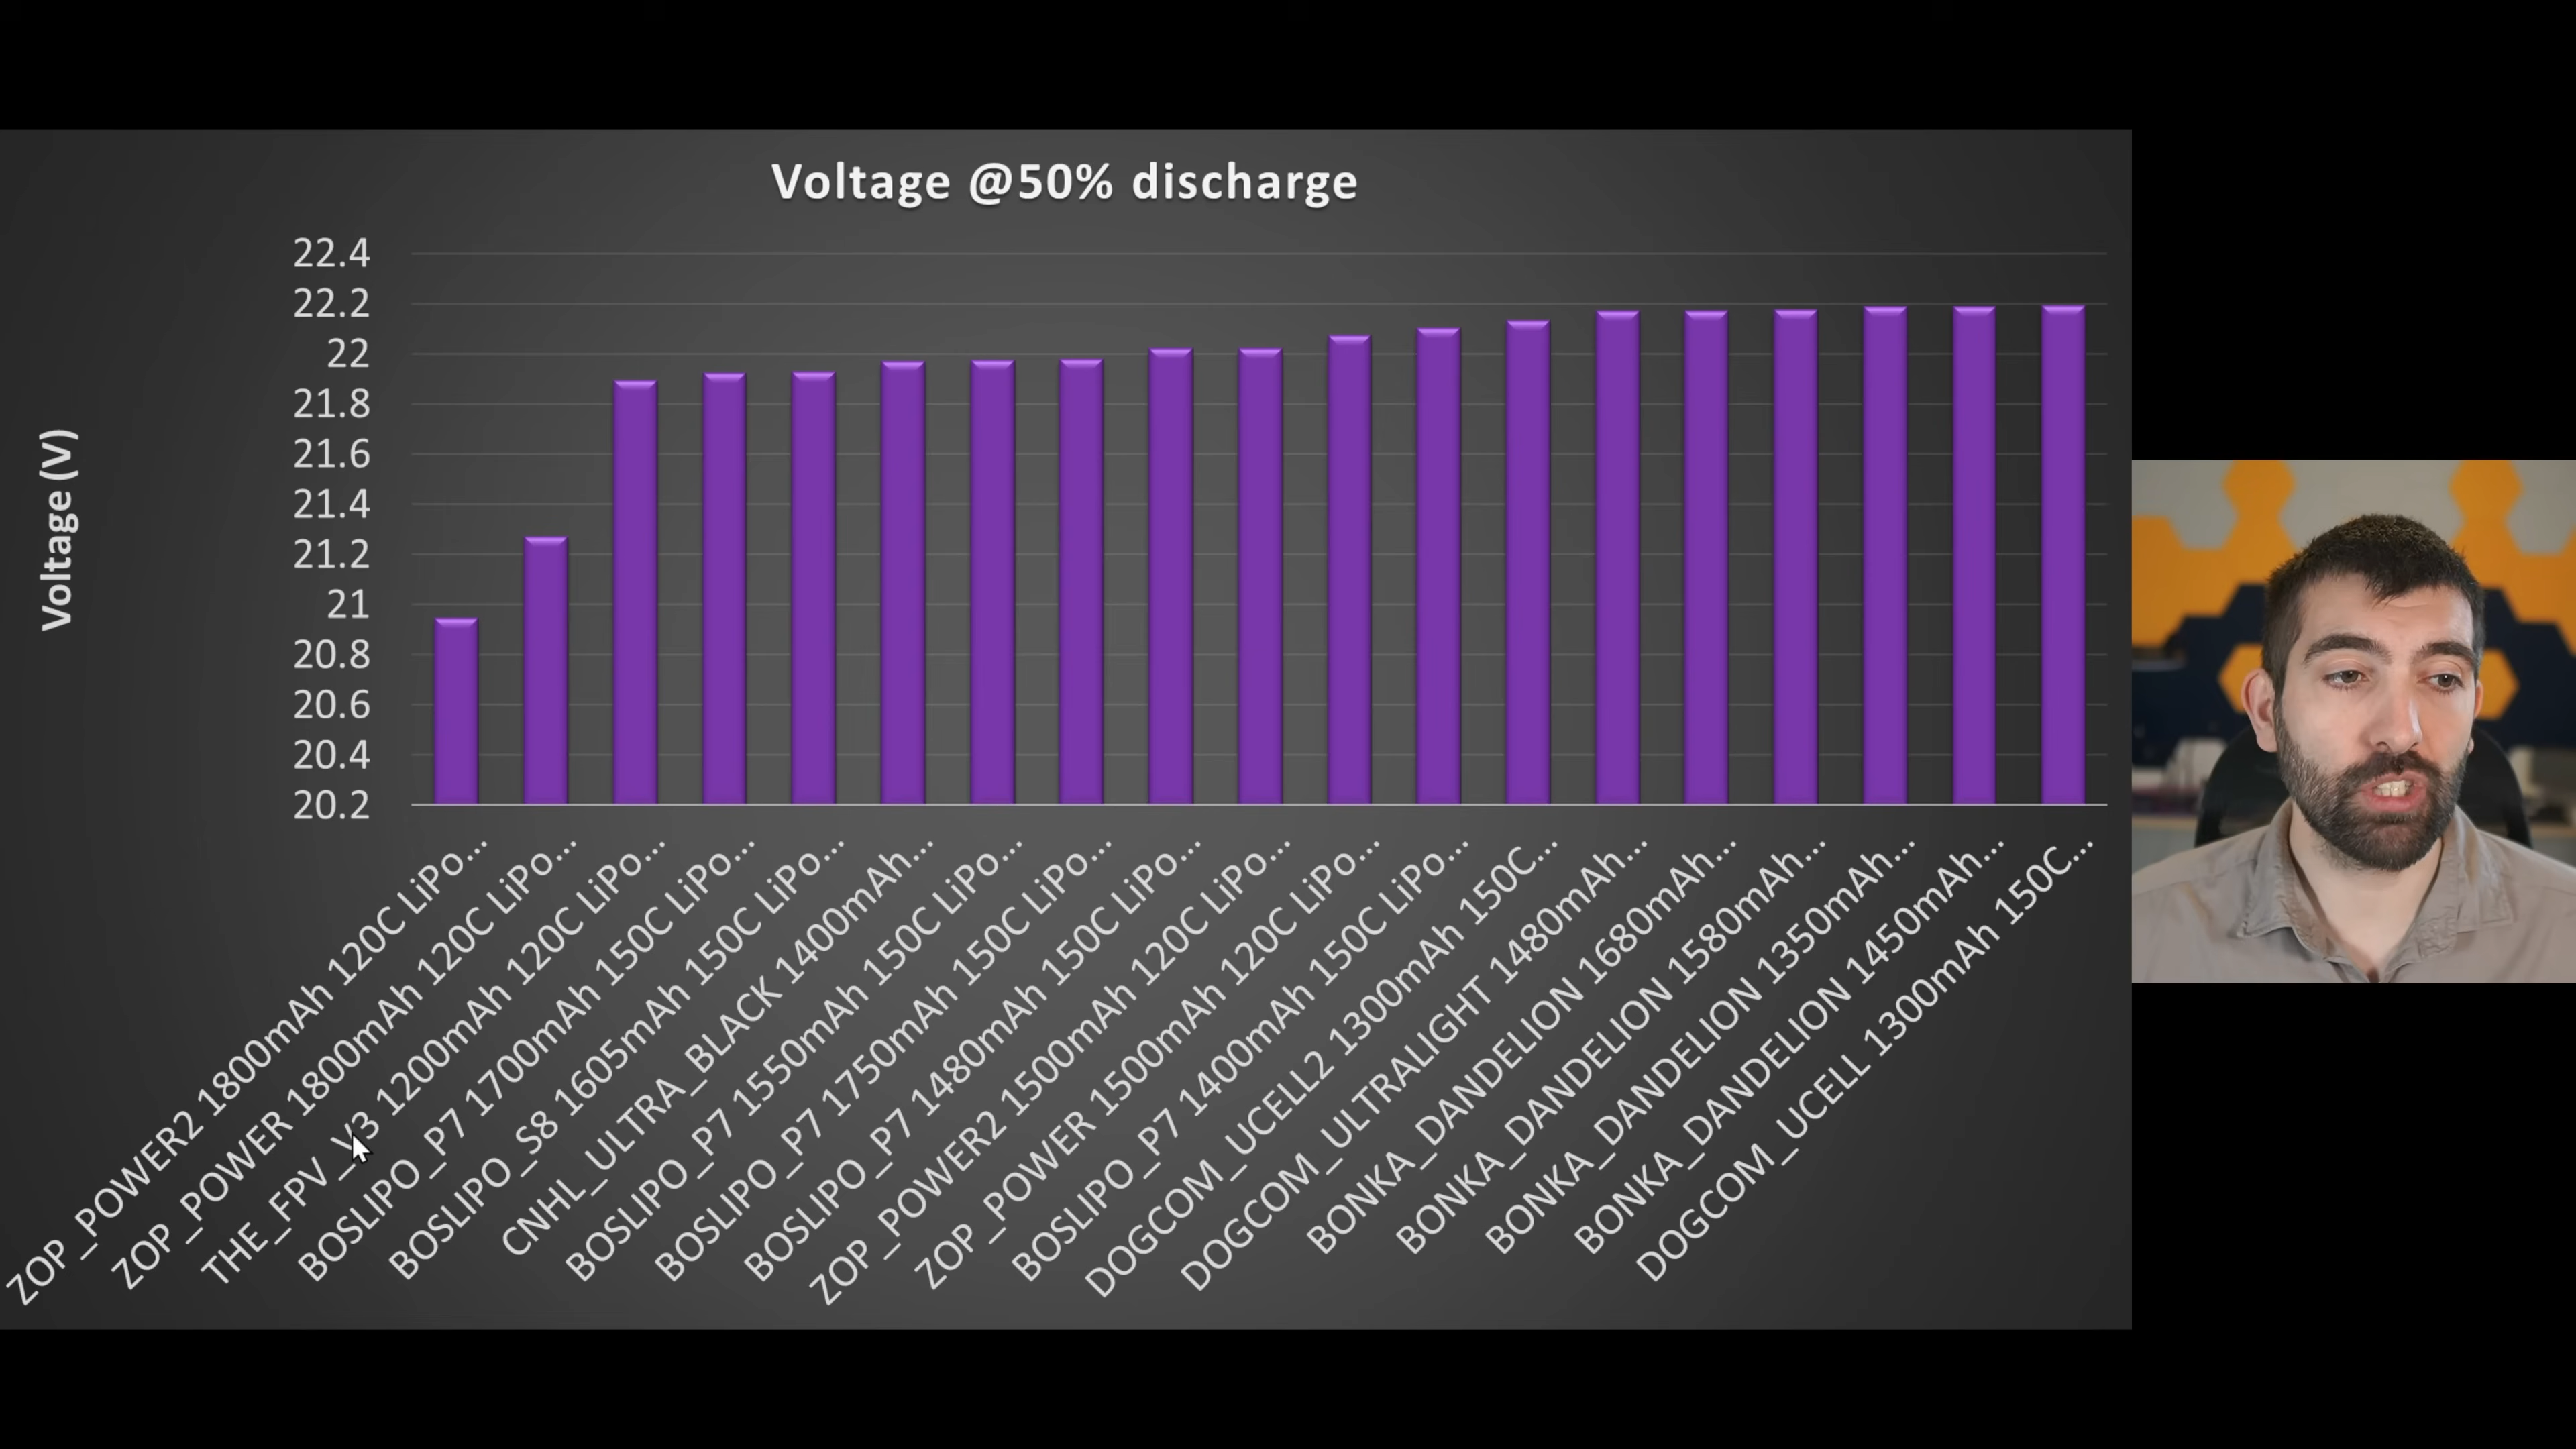 Voltage @50% discharge
Voltage (V)
22.4
22.2
22
21.8
21.6
21.4
21.2
21
20.8
20.6
20.4
20.2
ZOP_POWER2 1800mAh 120C LiPo...
ZOP_POWER 1800mAh 120C LiPo...
THE_FPV_V3 1200mAh 120C LiPo...
BOSLIPO_P7 1700mAh 150C LiPo...
BOSLIPO_S8 1605mAh 150C LiPo...
CNHL_ULTRA_BLACK 1400mAh...
BOSLIPO_P7 1550mAh 150C LiPo...
BOSLIPO_P7 1750mAh 150C LiPo...
BOSLIPO_P7 1480mAh 150C LiPo...
ZOP_POWER2 1500mAh 120C LiPo...
ZOP_POWER 1500mAh 120C LiPo...
BOSLIPO_P7 1400mAh 150C LiPo...
DOGCOM_UCELL2 1300mAh 150C...
DOGCOM_ULTRALIGHT 1480mAh...
BONKA_DANDELION 1680mAh...
BONKA_DANDELION 1580mAh...
BONKA_DANDELION 1350mAh...
BONKA_DANDELION 1450mAh...
DOGCOM_UCELL 1300mAh 150C...